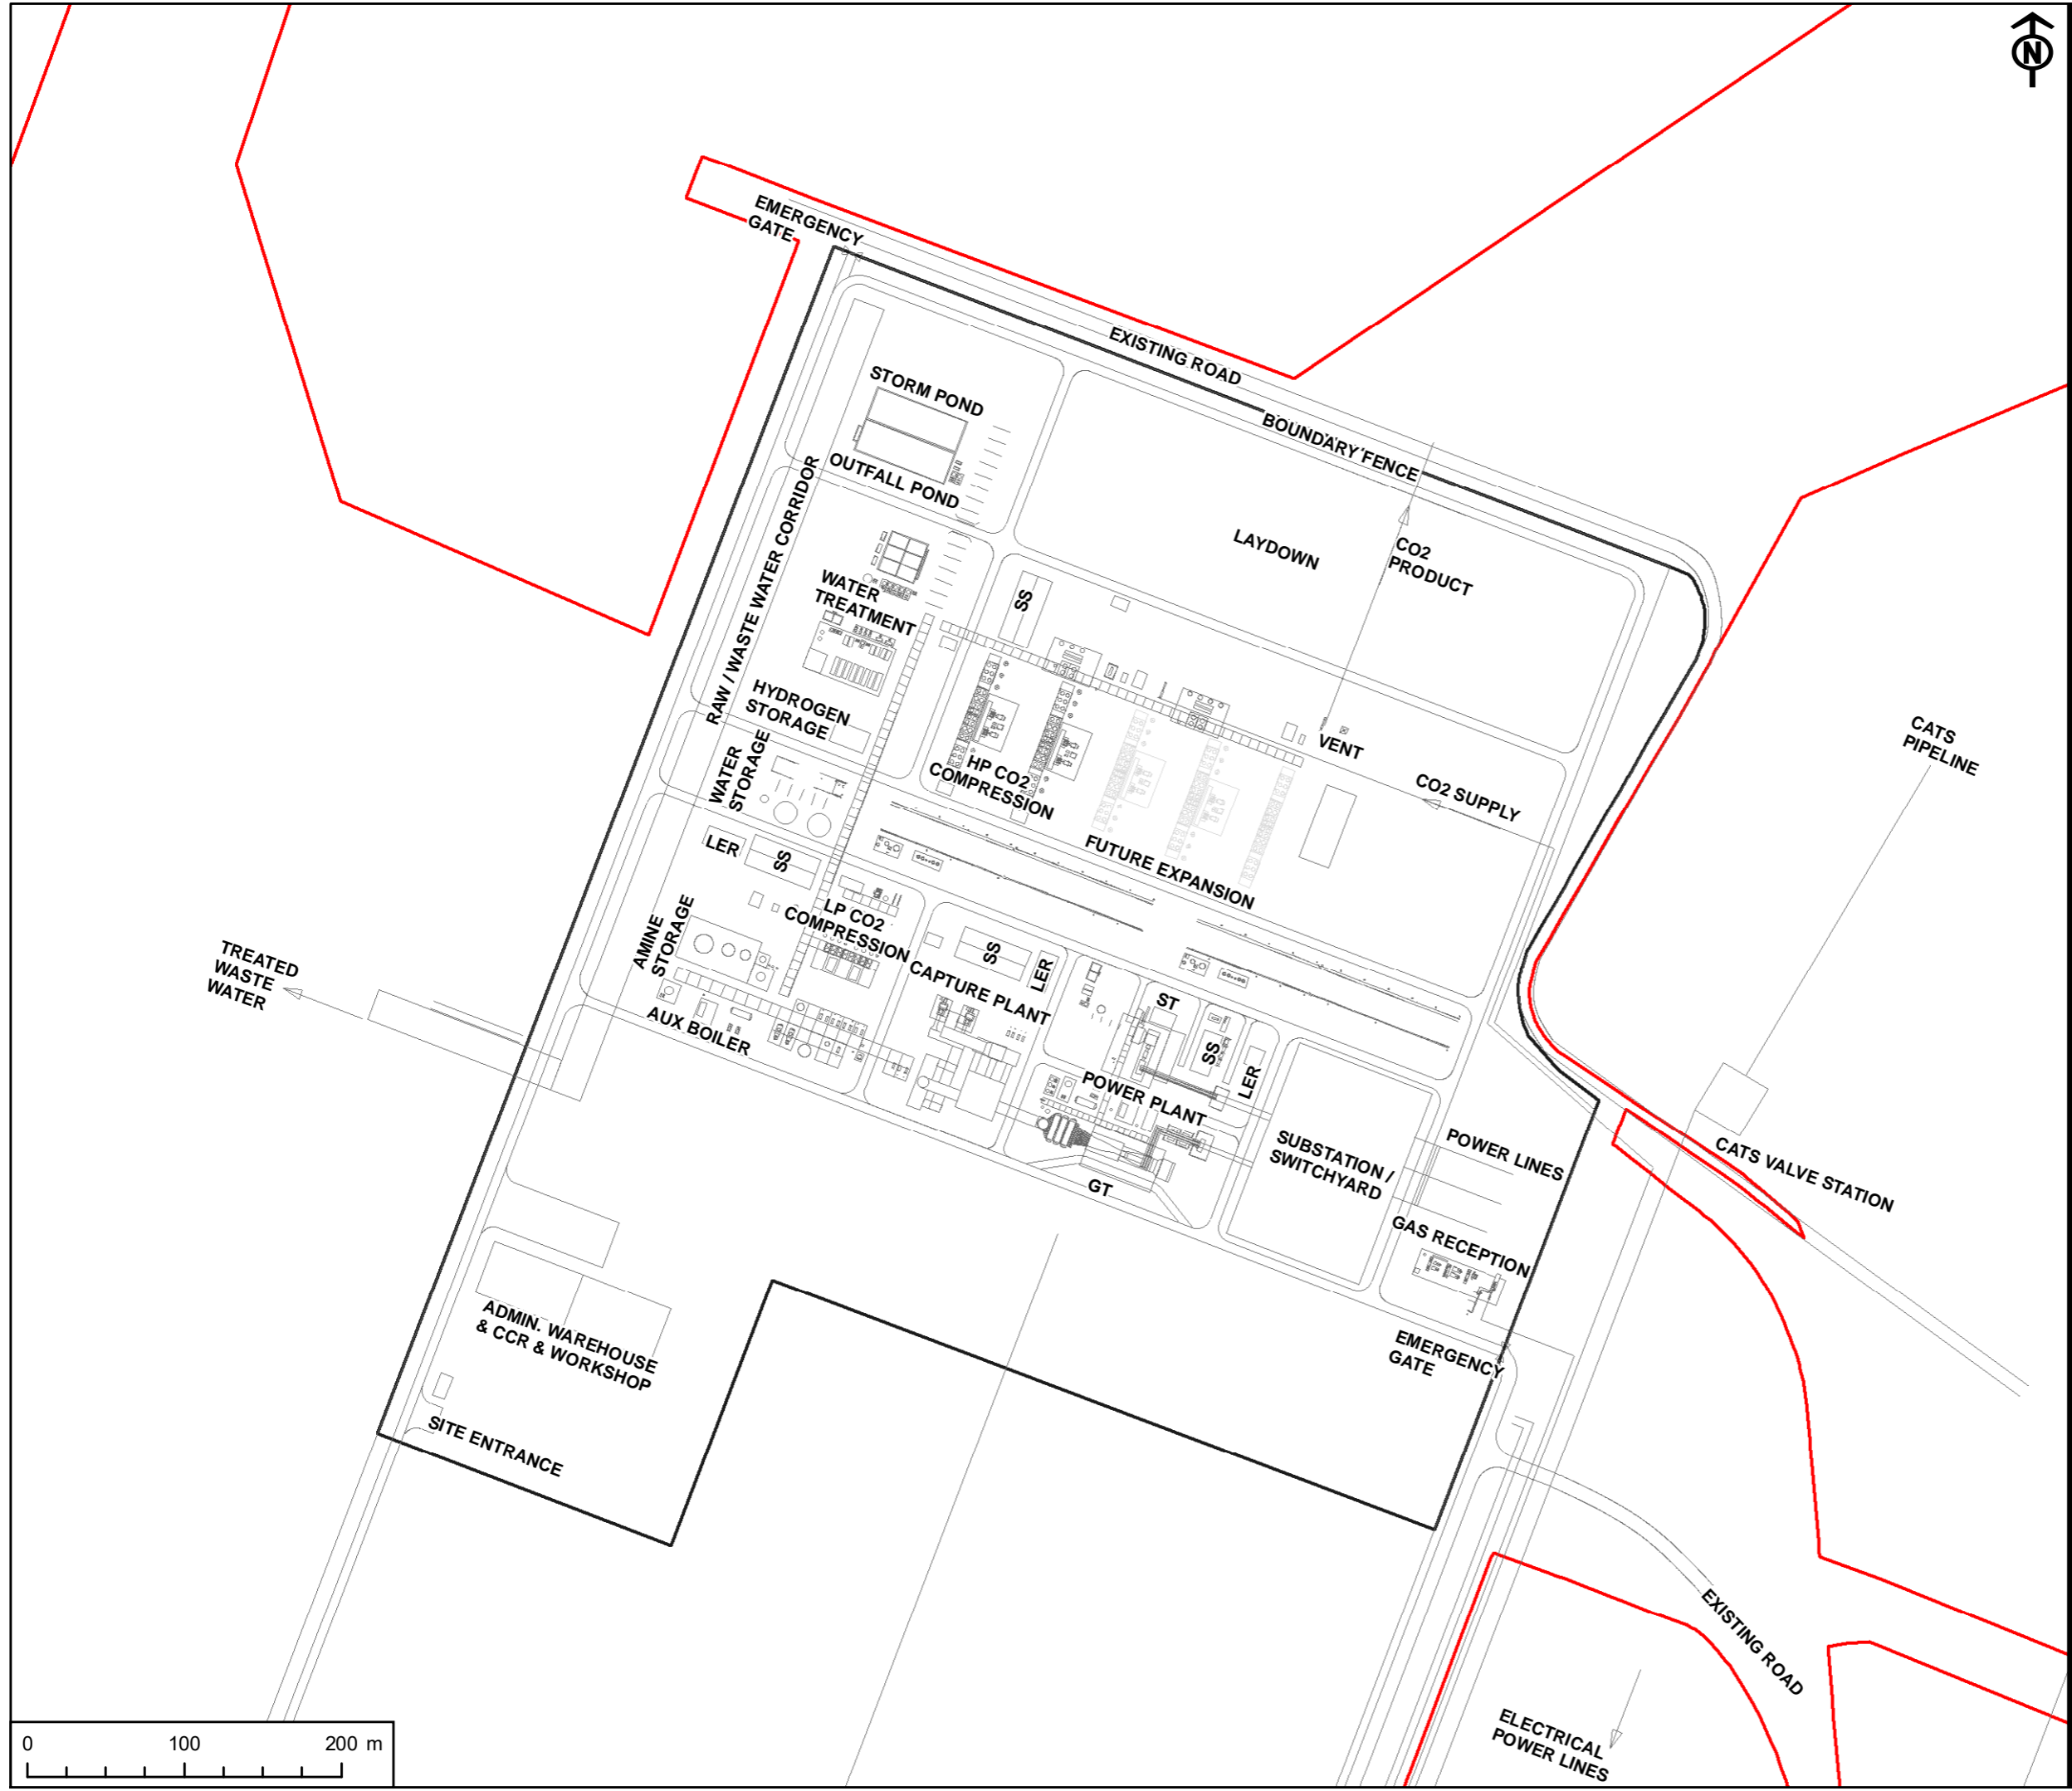 N
EMERGENCY
GATE
EXISTING ROAD
BOUNDARY FENCE
STORM POND
OUTFALL POND
RAW / WASTE WATER CORRIDOR
LAYDOWN
CO2
PRODUCT
WATER
TREATMENT
SS
HYDROGEN
STORAGE
WATER
STORAGE
HP CO2
COMPRESSION
VENT
CO2 SUPPLY
CATS
PIPELINE
FUTURE EXPANSION
LER
SS
AMINE
STORAGE
LP CO2
COMPRESSION
TREATED
WASTE
WATER
CAPTURE PLANT
SS
LER
AUX BOILER
ST
SS
LER
POWER PLANT
GT
SUBSTATION /
SWITCHYARD
POWER LINES
CATS VALVE STATION
GAS RECEPTION
EMERGENCY
GATE
ADMIN. WAREHOUSE
& CCR & WORKSHOP
SITE ENTRANCE
EXISTING ROAD
ELECTRICAL
POWER LINES
0 100 200 m